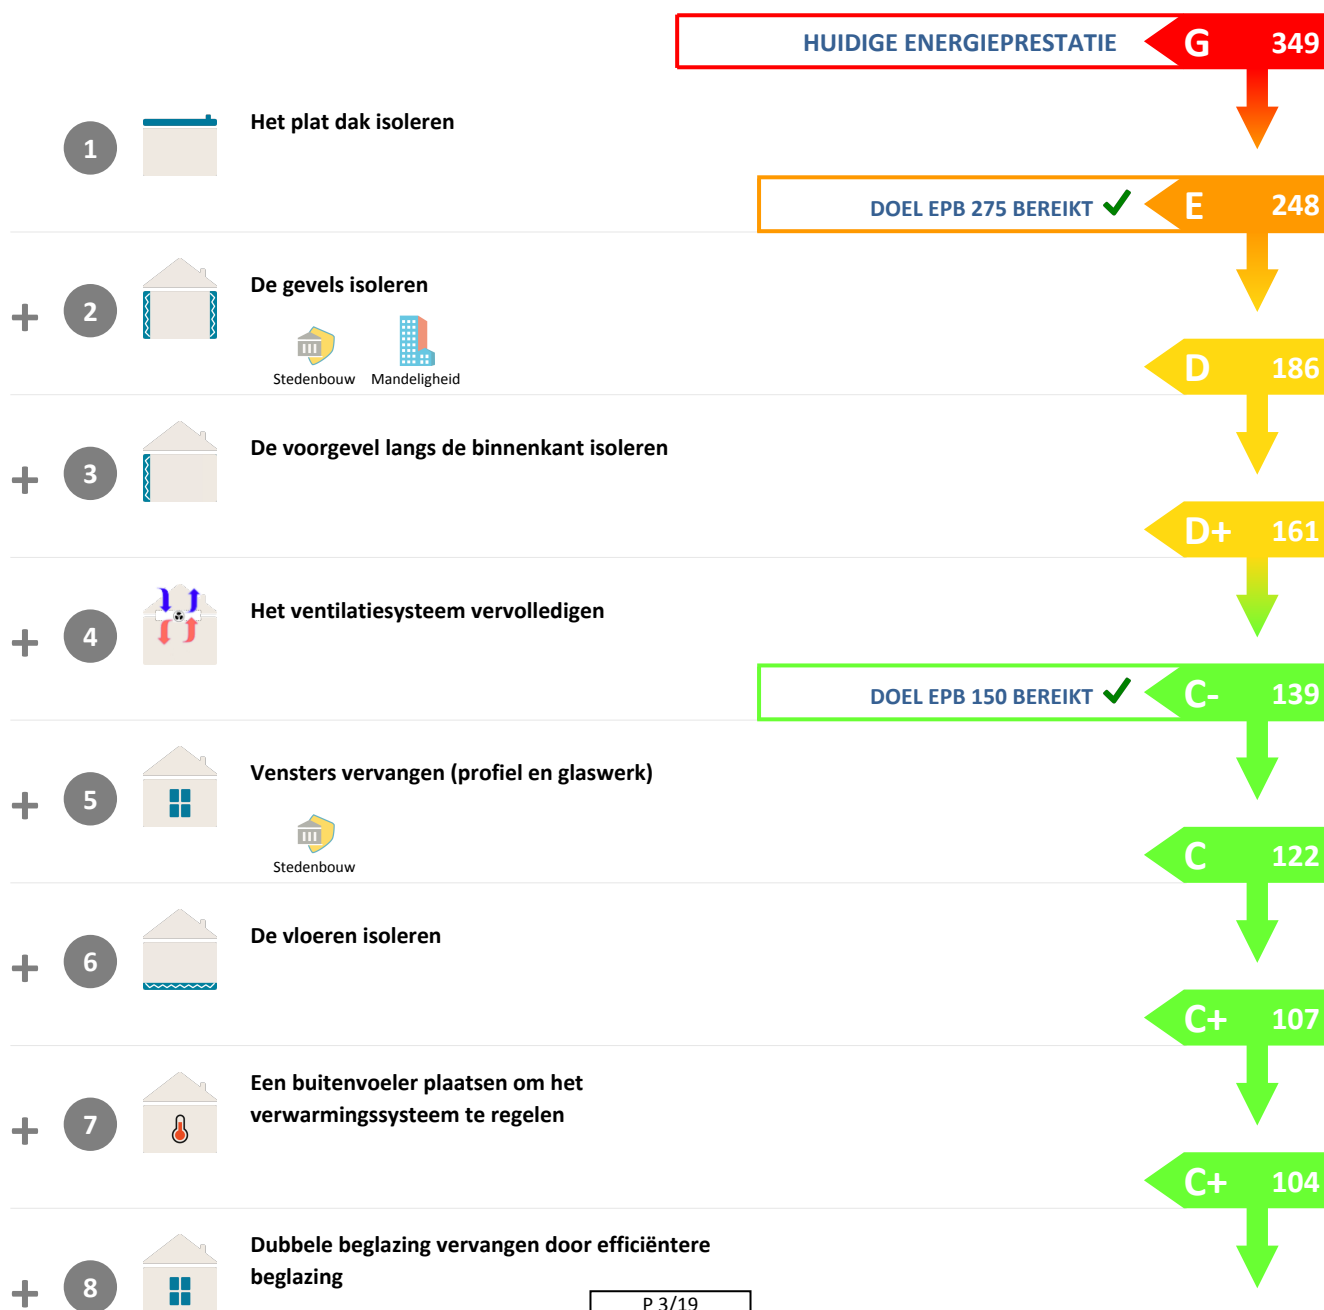 HUIDIGE ENERGIEPRESTATIE G 349
1 Het plat dak isoleren
DOEL EPB 275 BEREIKT E 248
+ 2 De gevels isoleren
Stedenbouw Mandeligheid
D 186
+ 3 De voorgevel langs de binnenkant isoleren
D+ 161
+ 4 Het ventilatiesysteem vervolledigen
DOEL EPB 150 BEREIKT C- 139
+ 5 Vensters vervangen (profiel en glaswerk)
Stedenbouw
C 122
+ 6 De vloeren isoleren
C+ 107
+ 7 Een buitenvoeler plaatsen om het
verwarmingssysteem te regelen
C+ 104
+ 8 Dubbele beglazing vervangen door efficiëntere
beglazing
P 3/19